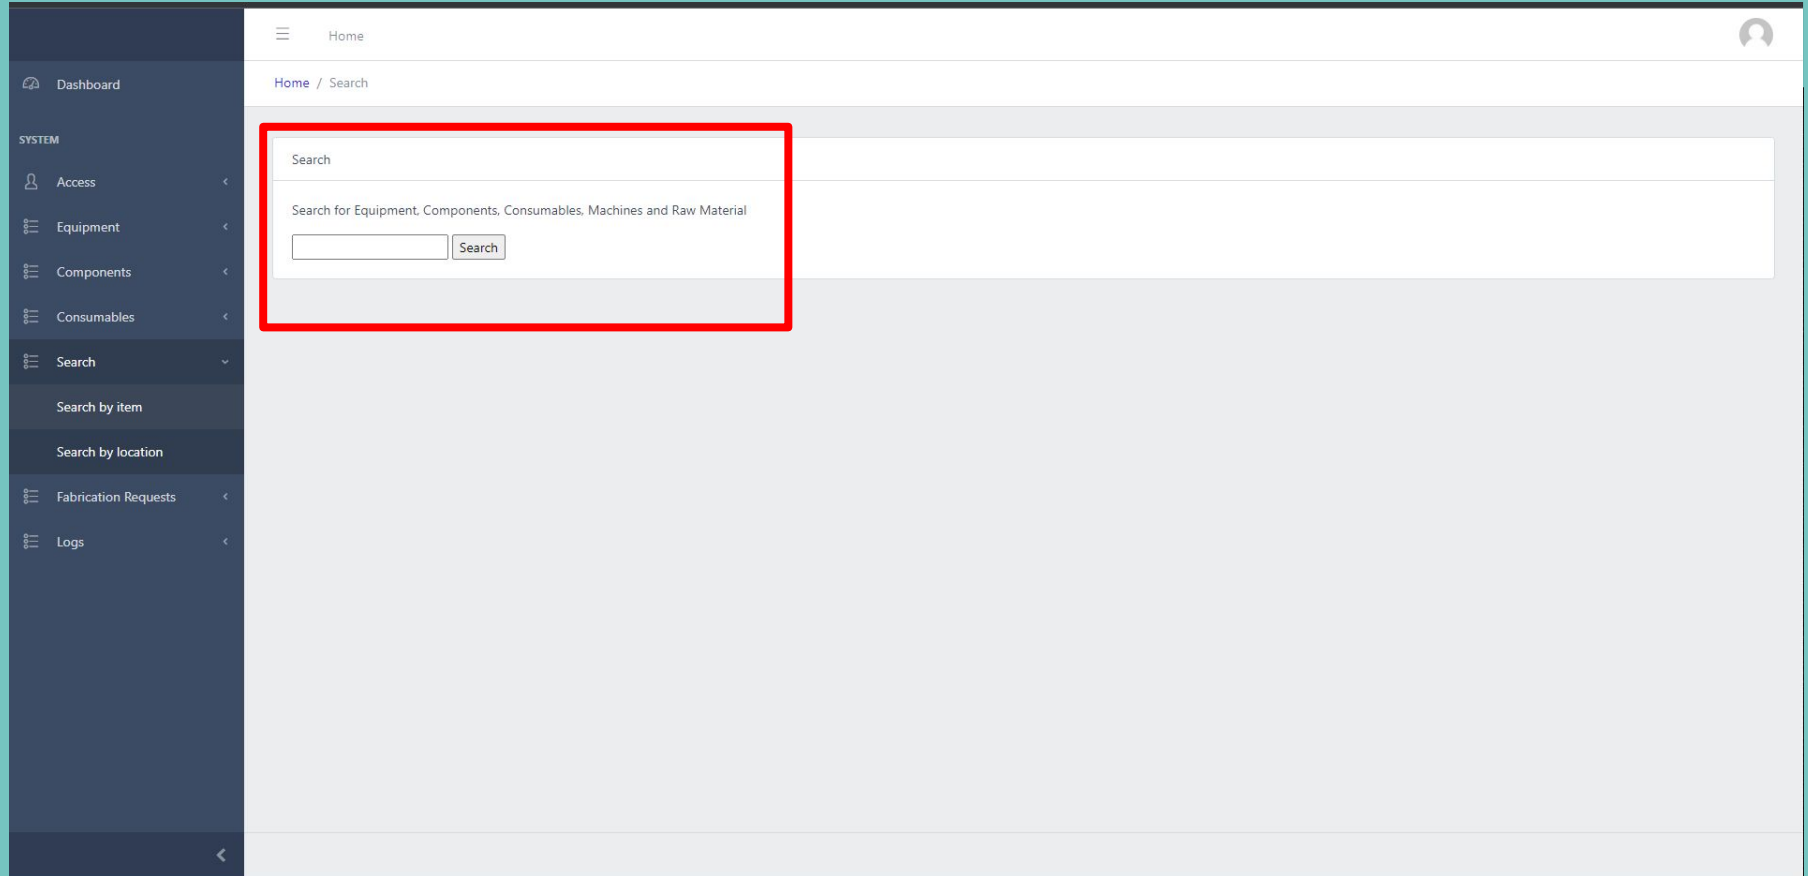 Home
Home / Search
Dashboard
SYSTEM
Access
Equipment
Components
Consumables
Search
Search by item
Search by location
Fabrication Requests
Logs
Search
Search for Equipment, Components, Consumables, Machines and Raw Material
Search